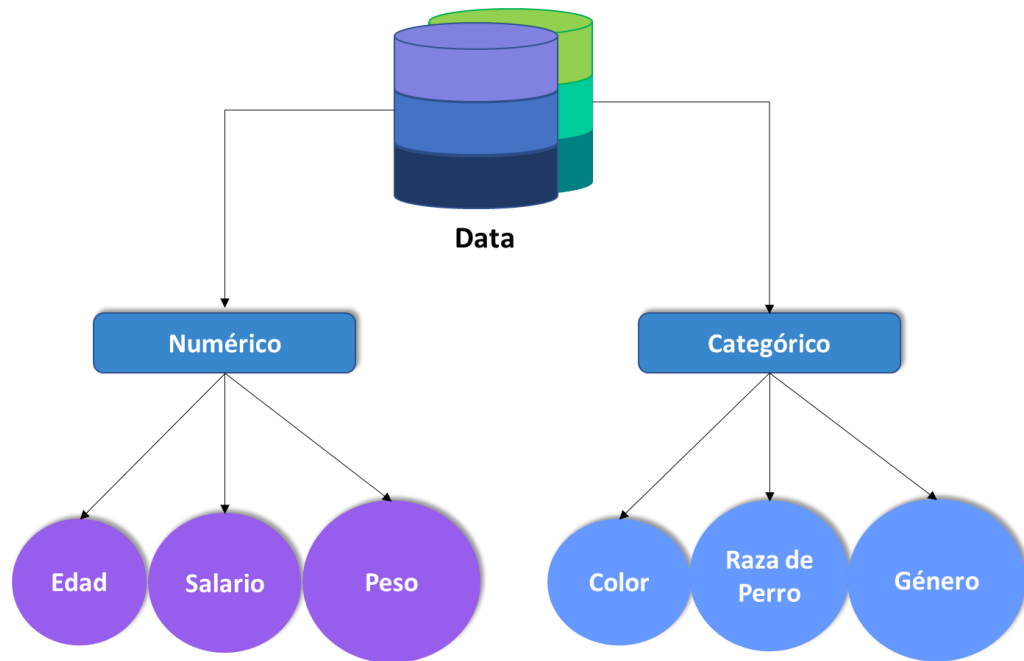 Data
Numérico
Categórico
Edad
Salario
Peso
Color
Raza de
Perro
Género